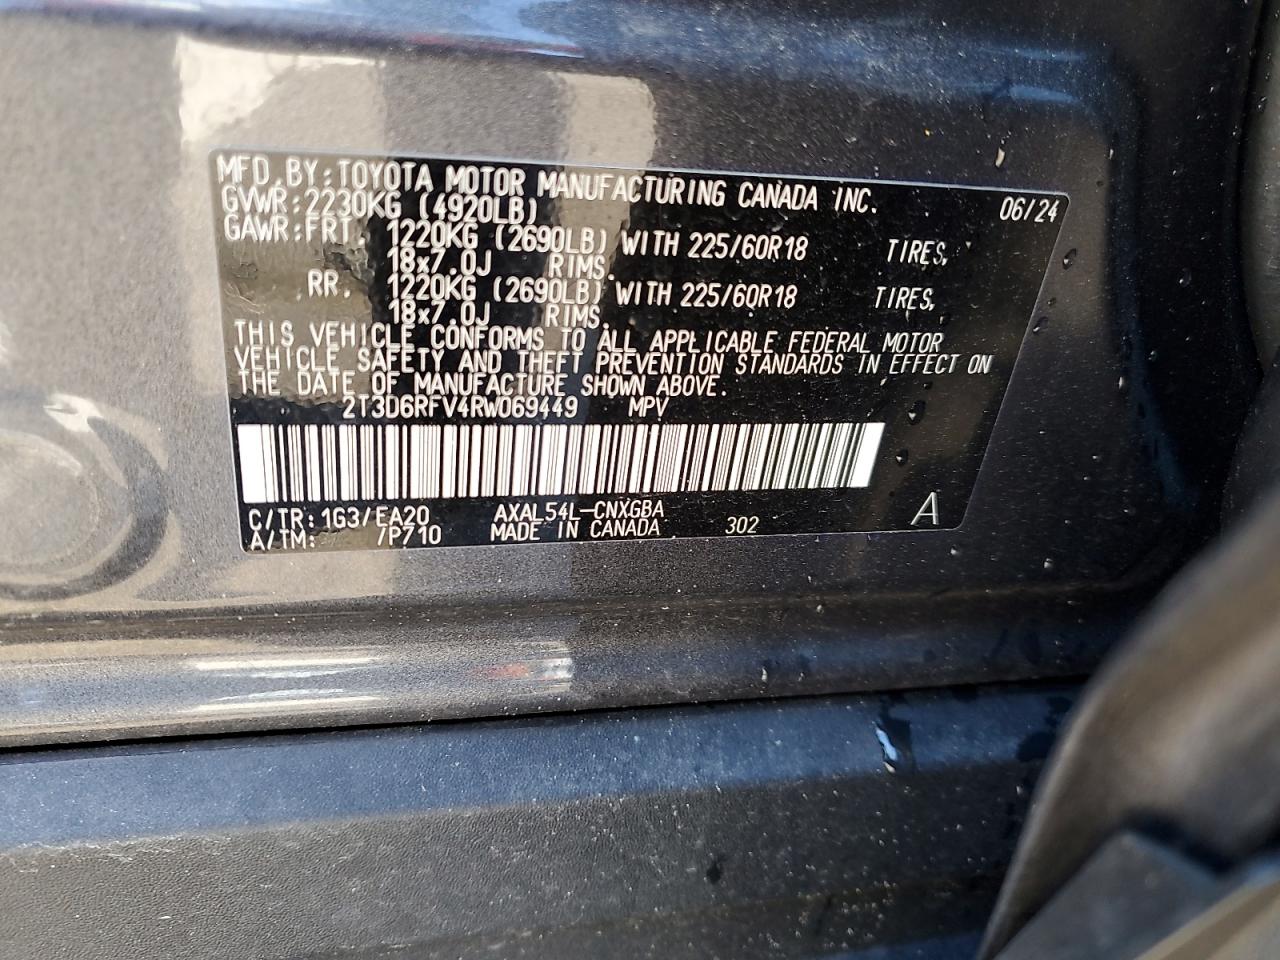 MFD.BY:TOYOTA MOTOR MANUFACTURING CANADA INC. 06/24
GVWR:2230KG (4920LB)
GAWR:FRT. 1220KG (2690LB) WITH 225/60R18 TIRES,
18x7.0J RIMS.
RR. 1220KG (2690LB) WITH 225/60R18 TIRES,
18x7.0J RIMS.
THIS VEHICLE CONFORMS TO ALL APPLICABLE FEDERAL MOTOR
VEHICLE SAFETY AND THEFT PREVENTION STANDARDS IN EFFECT ON
THE DATE OF MANUFACTURE SHOWN ABOVE.
2T3D6RFV4RW069449 MPV
C/TR:1G3/EA20 AXAL54L-CNXGBA
A/TM: /P710 MADE IN CANADA 302 A